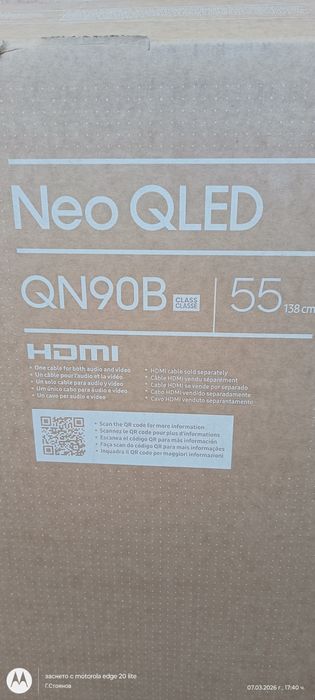 Neo QLED
QN90B CLASS CLASSE 55 138 cm
HDMI
• One cable for both audio and video
• Un câble pour l'audio et la vidéo
• Un solo cable para audio y video
• Um único cabo para áudio e vídeo
• Un cavo per audio e video
• HDMI cable sold separately
• Câble HDMI vendu séparément
• Cable HDMI se vende por separado
• Cabo HDMI vendido separadamente
• Cavo HDMI venduto separatamente
• Scan the QR code for more information
• Scannez le QR code pour plus d'informations
• Escanea el código QR para más información
• Faça scan do código QR para mais informações
• Inquadra il QR code per maggiori informazioni
заснето с motorola edge 20 lite
Г.Стоянов
07.03.2026 г., 17:40 ч.